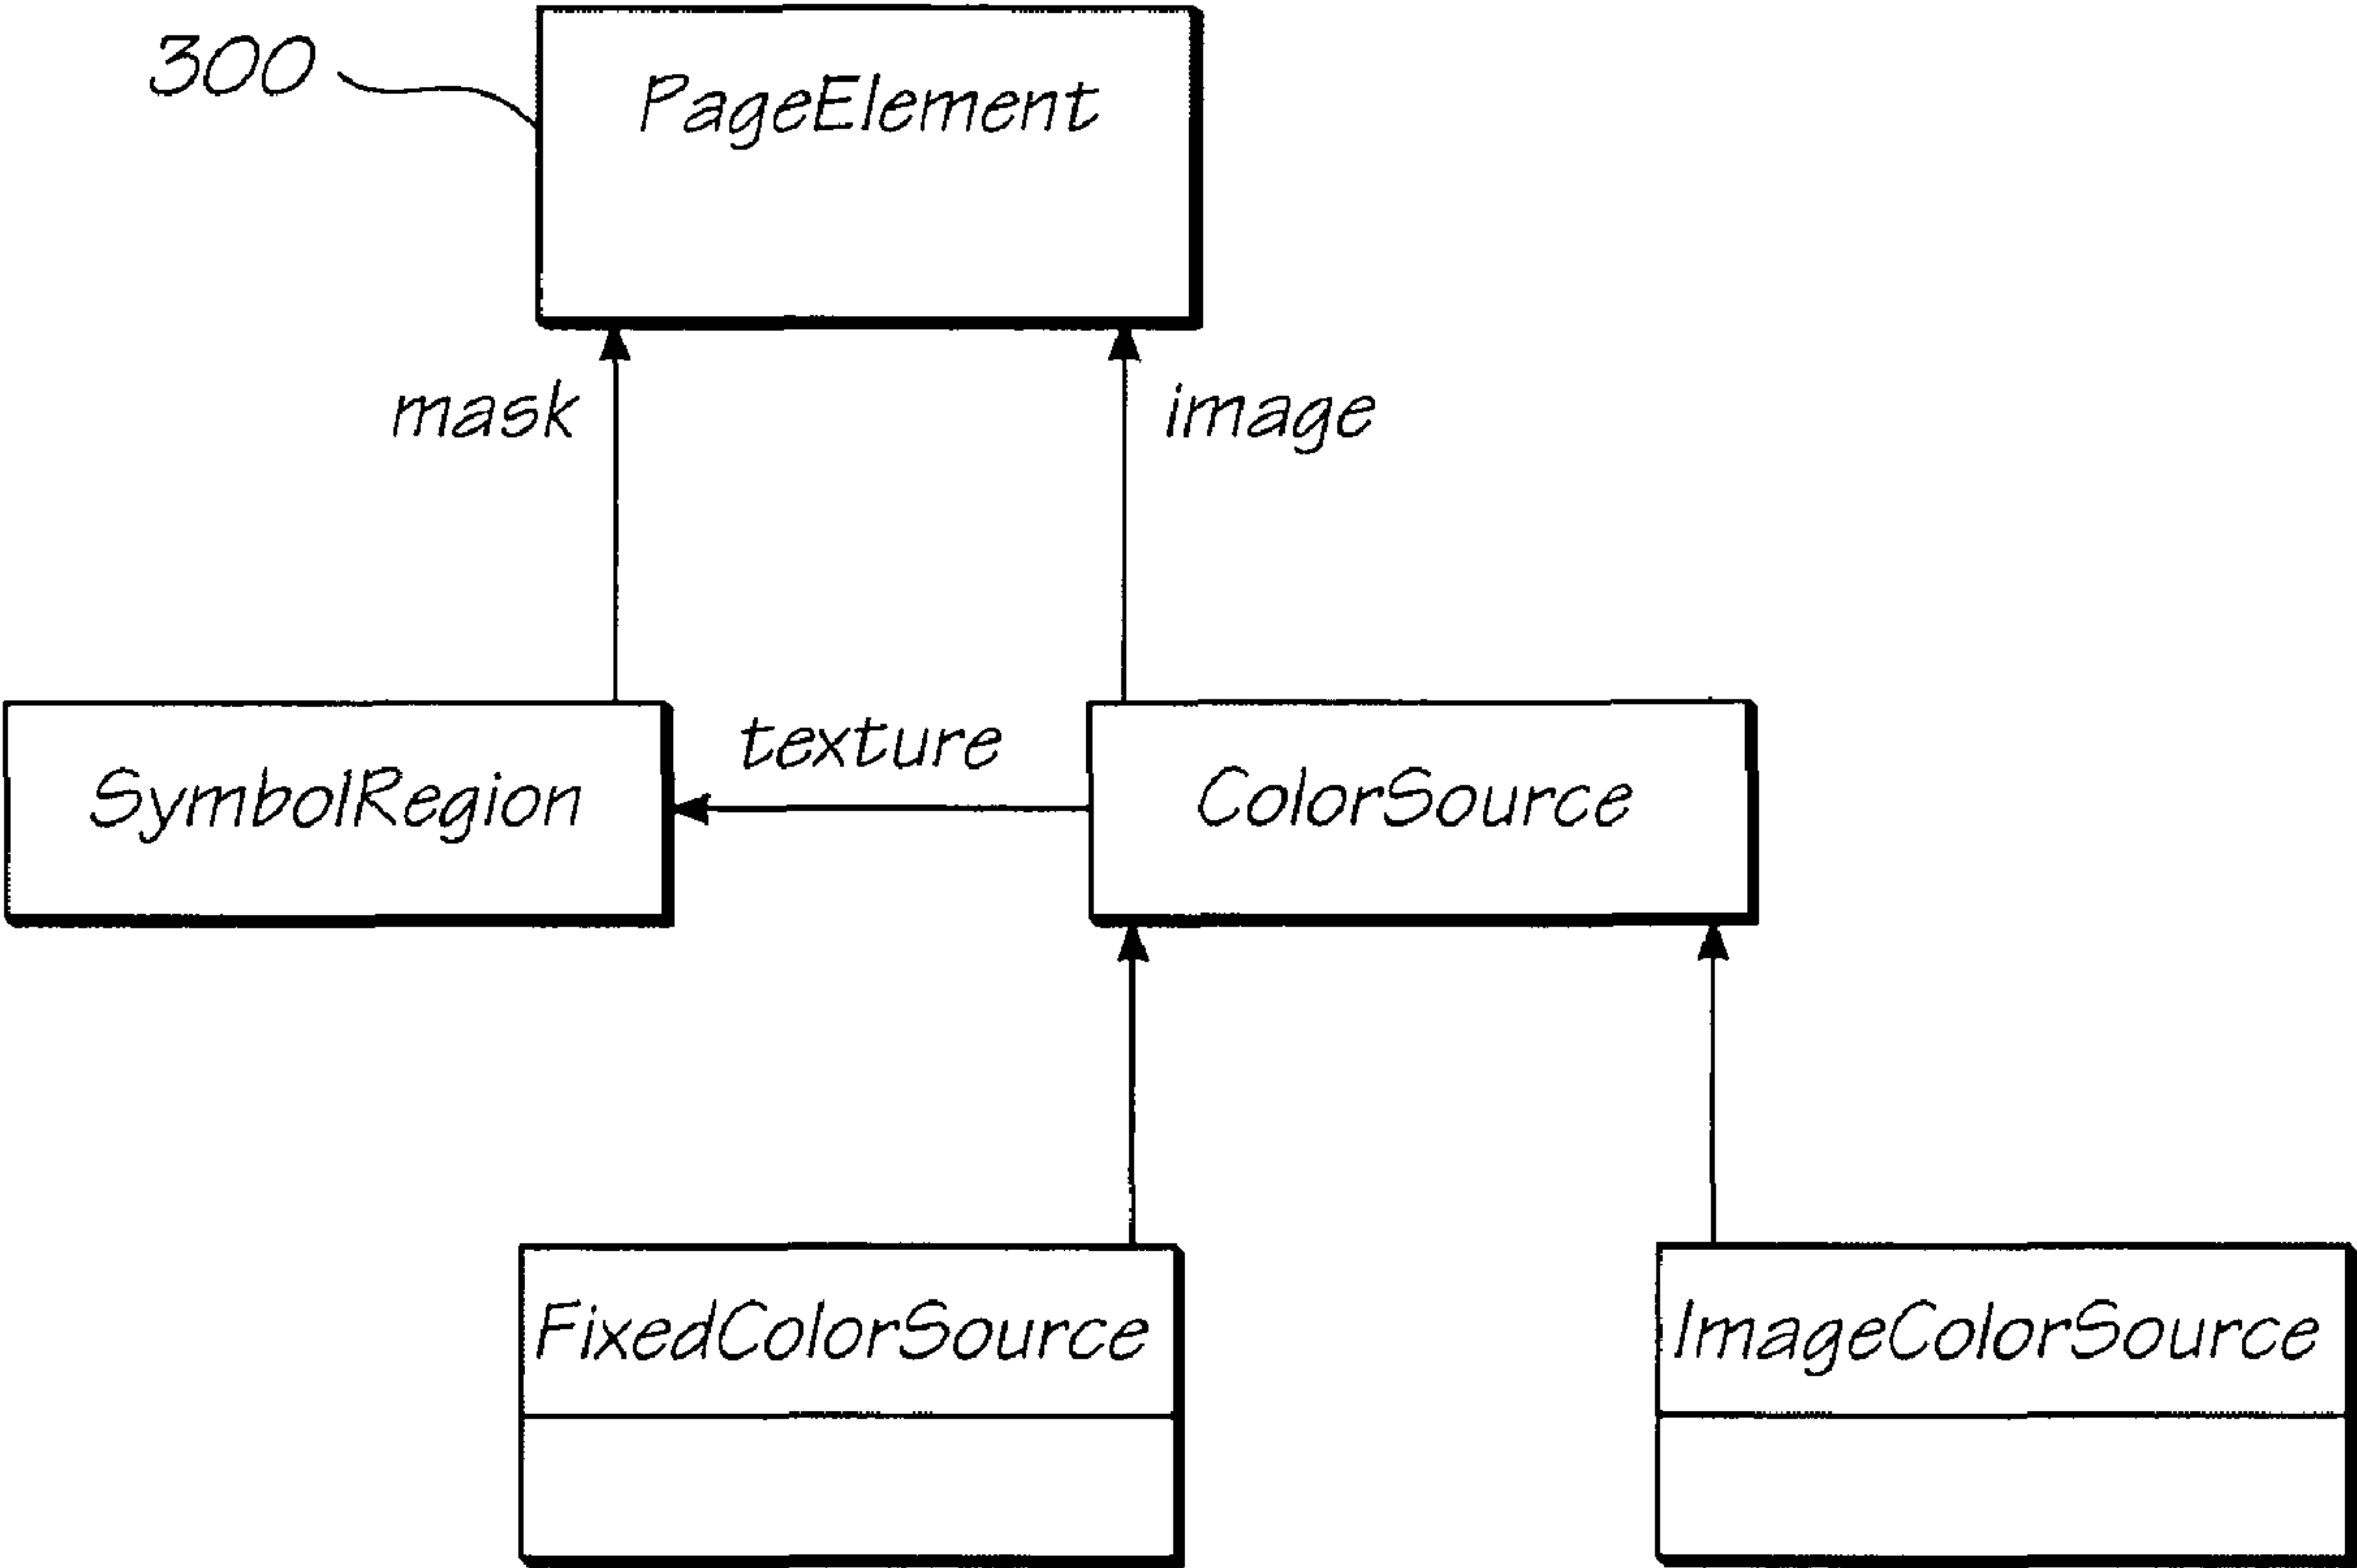 300
PageElement
mask
image
texture
SymbolRegion
ColorSource
FixedColorSource
ImageColorSource